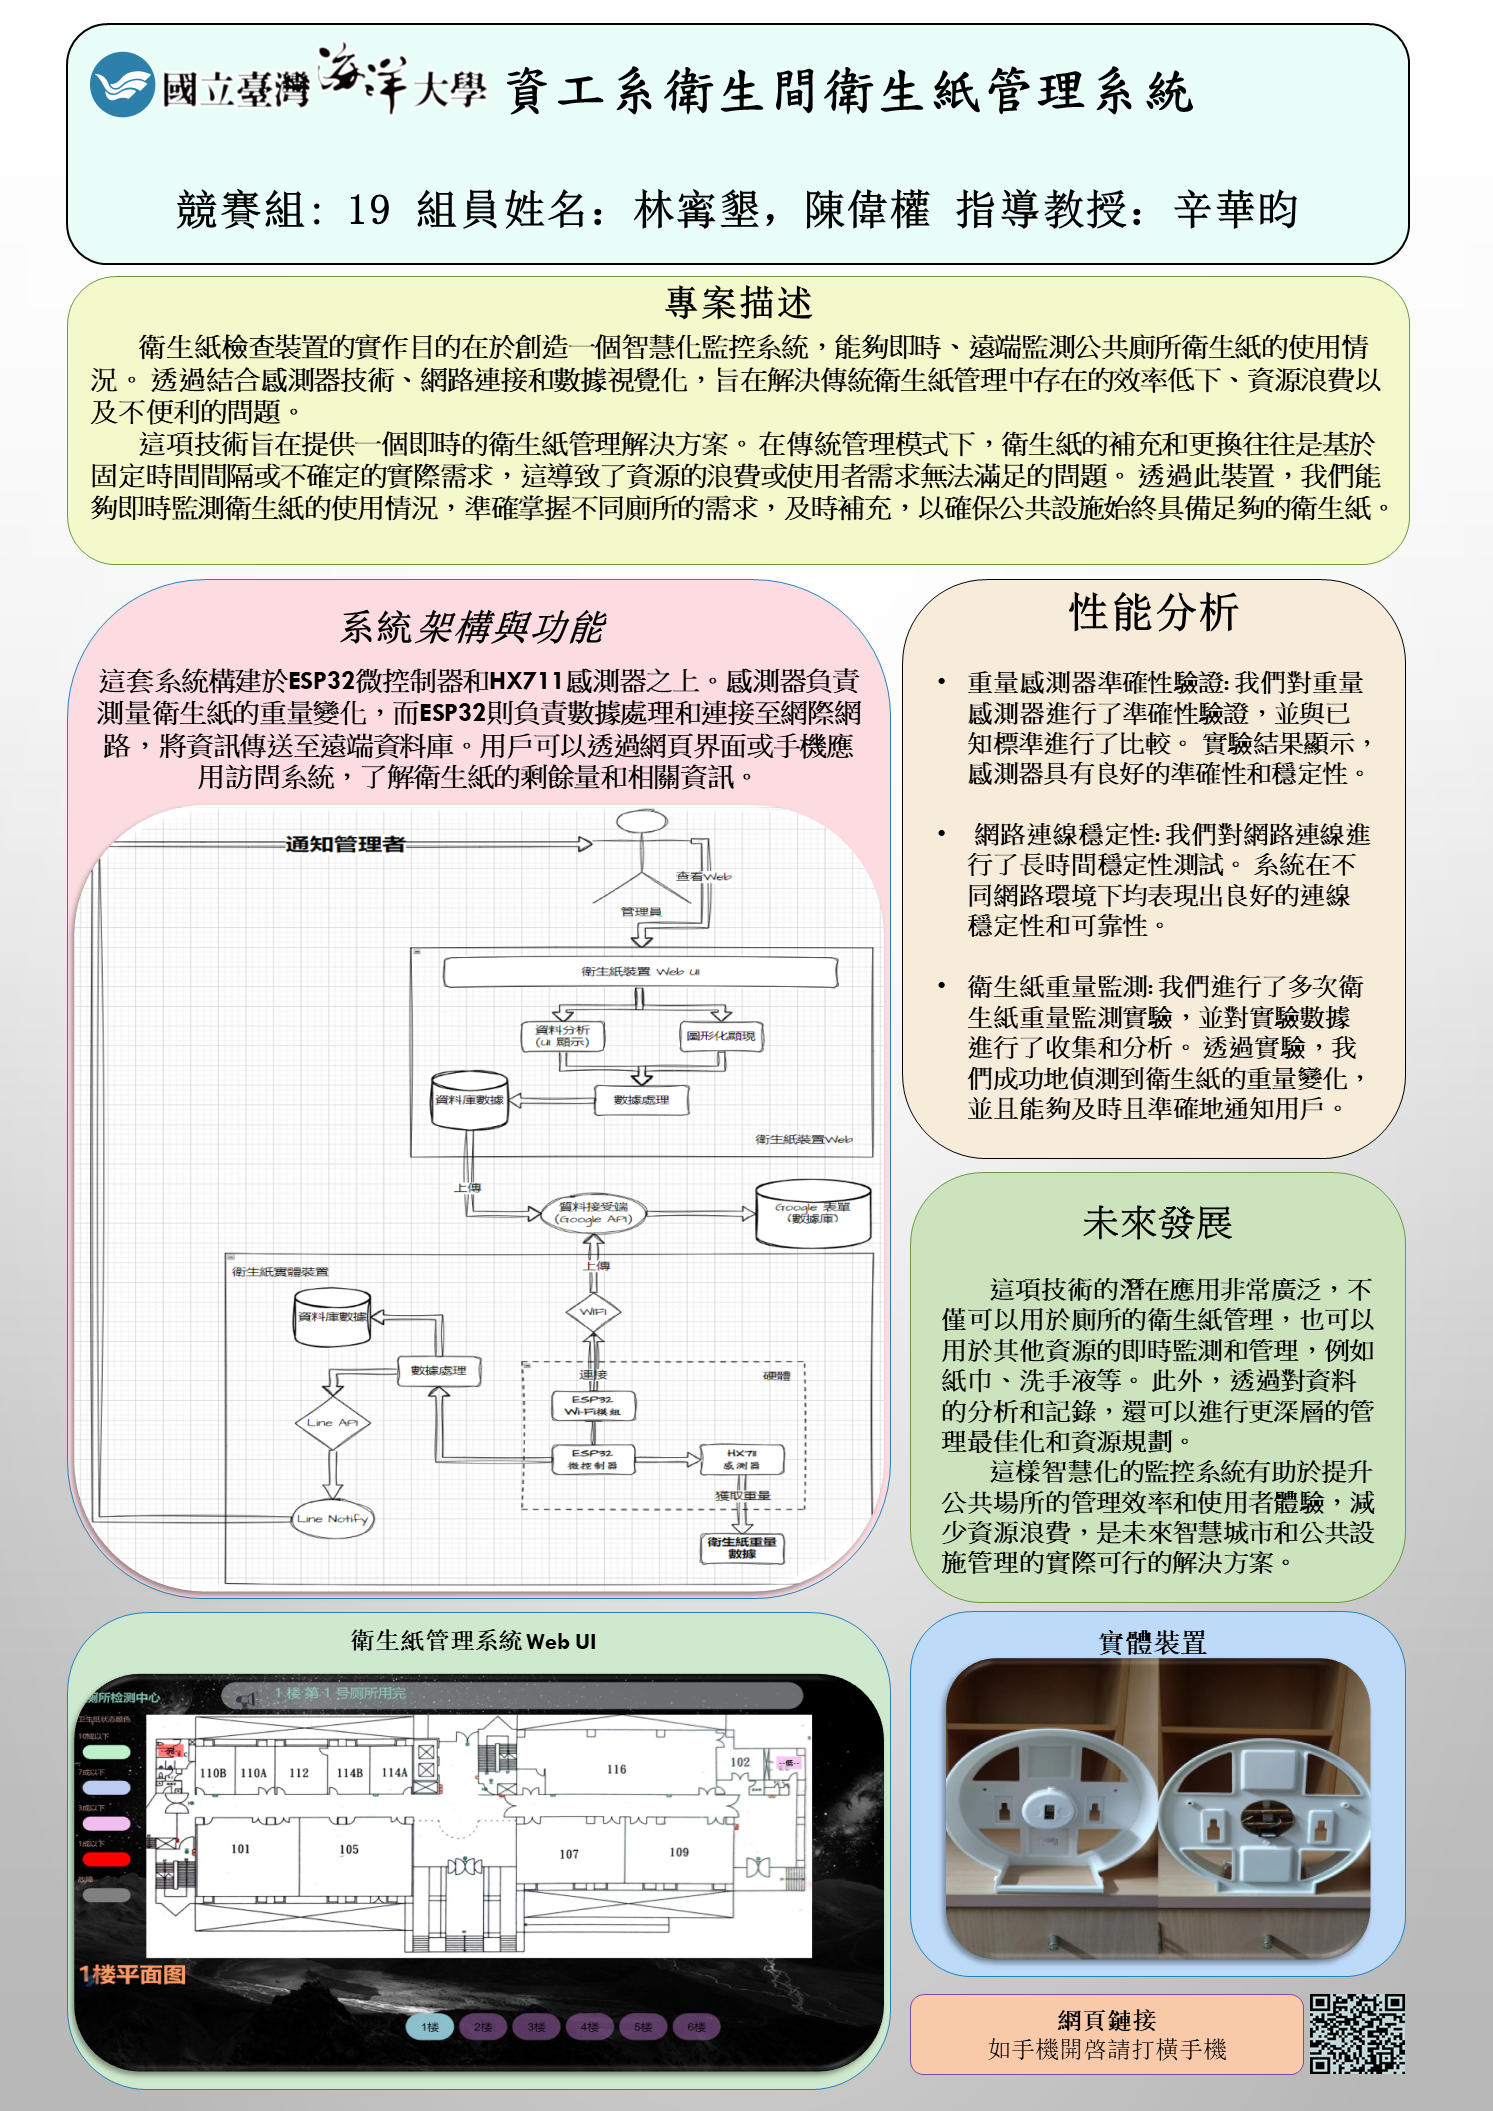 國立臺灣海洋大學 資工系衛生間衛生紙管理系統
競賽組: 19 組員姓名: 林寗墾, 陳偉權 指導教授: 辛華昀
專案描述
衛生紙檢查裝置的實作目的在於創造一個智慧化監控系統，能夠即時、遠端監測公共廁所衛生紙的使用情
況。 透過結合感測器技術、網路連接和數據視覺化，旨在解決傳統衛生紙管理中存在的效率低下、資源浪費以
及不便利的問題。
這項技術旨在提供一個即時的衛生紙管理解決方案。 在傳統管理模式下，衛生紙的補充和更換往往是基於
固定時間間隔或不確定的實際需求，這導致了資源的浪費或使用者需求無法滿足的問題。 透過此裝置，我們能
夠即時監測衛生紙的使用情況，準確掌握不同廁所的需求，及時補充，以確保公共設施始終具備足夠的衛生紙。
系統架構與功能
這套系統構建於ESP32微控制器和HX711感測器之上。感測器負責
測量衛生紙的重量變化，而ESP32則負責數據處理和連接至網際網
路，將資訊傳送至遠端資料庫。用戶可以透過網頁界面或手機應
用訪問系統，了解衛生紙的剩餘量和相關資訊。
通知管理者
查看Web
管理員
衛生紙裝置 Web UI
資料分析
(UI 顯示)
圖形化顯現
資料庫數據
數據處理
衛生紙裝置Web
上傳
資料接受端
(Google API)
Google 表單
(數據庫)
衛生紙實體裝置
上傳
資料庫數據
WIFI
數據處理
連接
硬體
ESP32
Wi-Fi模組
Line API
ESP32
微控制器
HX711
感測器
獲取重量
Line Notify
衛生紙重量
數據
性能分析
• 重量感測器準確性驗證: 我們對重量
感測器進行了準確性驗證，並與已
知標準進行了比較。 實驗結果顯示，
感測器具有良好的準確性和穩定性。
• 網路連線穩定性: 我們對網路連線進
行了長時間穩定性測試。 系統在不
同網路環境下均表現出良好的連線
穩定性和可靠性。
• 衛生紙重量監測: 我們進行了多次衛
生紙重量監測實驗，並對實驗數據
進行了收集和分析。 透過實驗，我
們成功地偵測到衛生紙的重量變化，
並且能夠及時且準確地通知用戶。
未來發展
這項技術的潛在應用非常廣泛，不
僅可以用於廁所的衛生紙管理，也可以
用於其他資源的即時監測和管理，例如
紙巾、洗手液等。 此外，透過對資料
的分析和記錄，還可以進行更深層的管
理最佳化和資源規劃。
這樣智慧化的監控系統有助於提升
公共場所的管理效率和使用者體驗，減
少資源浪費，是未來智慧城市和公共設
施管理的實際可行的解決方案。
衛生紙管理系統 Web UI
厕所检测中心
1 楼 第 1 号厕所用完
卫生纸状态颜色
10成以下
7成以下
3成以下
1成以下
故障
110B
110A
112
114B
114A
116
102
--低--
101
105
107
109
1楼平面图
1楼
2楼
3楼
4楼
5楼
6楼
實體裝置
網頁鏈接
如手機開啓請打橫手機